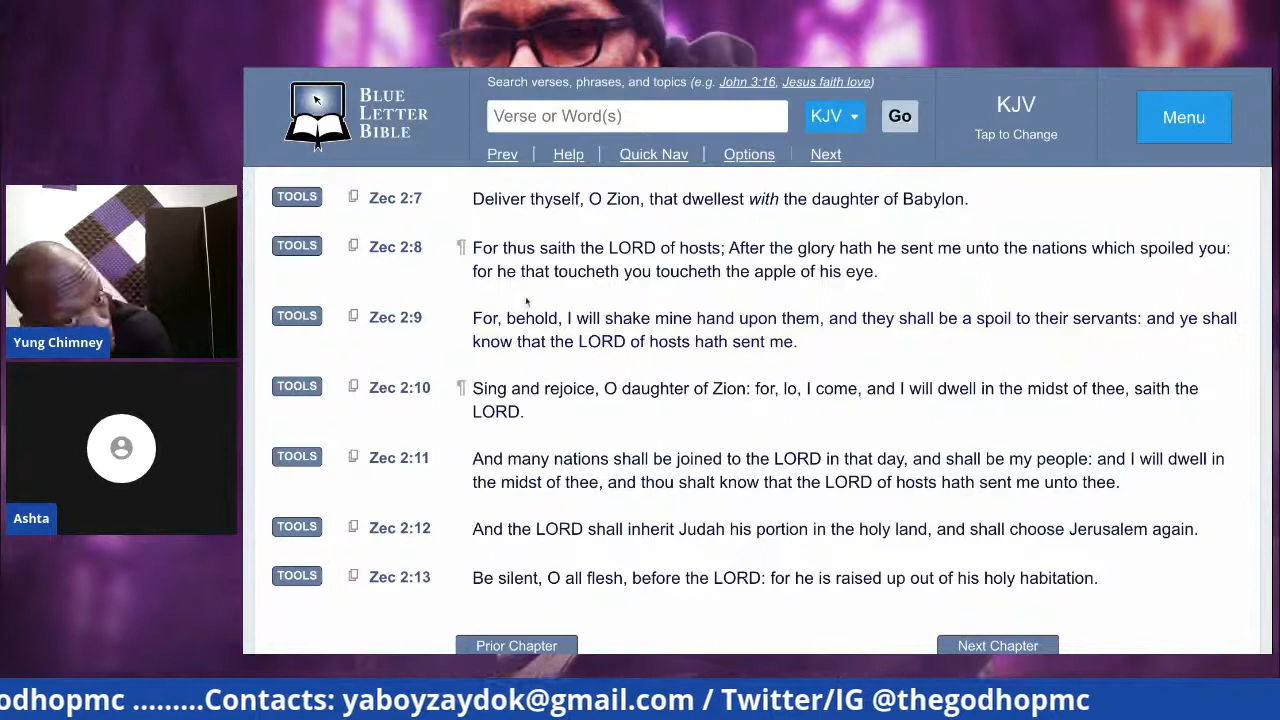 Search verses, phrases, and topics (e.g. John 3:16, Jesus faith love)
BLUE
LETTER
BIBLE
Verse or Word(s)
KJV
Go
KJV
Tap to Change
Menu
Prev
Help
Quick Nav
Options
Next
TOOLS Zec 2:7 Deliver thyself, O Zion, that dwellest with the daughter of Babylon.
TOOLS Zec 2:8 ¶ For thus saith the LORD of hosts; After the glory hath he sent me unto the nations which spoiled you:
for he that toucheth you toucheth the apple of his eye.
TOOLS Zec 2:9 For, behold, I will shake mine hand upon them, and they shall be a spoil to their servants: and ye shall
know that the LORD of hosts hath sent me.
TOOLS Zec 2:10 ¶ Sing and rejoice, O daughter of Zion: for, lo, I come, and I will dwell in the midst of thee, saith the
LORD.
TOOLS Zec 2:11 And many nations shall be joined to the LORD in that day, and shall be my people: and I will dwell in
the midst of thee, and thou shalt know that the LORD of hosts hath sent me unto thee.
TOOLS Zec 2:12 And the LORD shall inherit Judah his portion in the holy land, and shall choose Jerusalem again.
TOOLS Zec 2:13 Be silent, O all flesh, before the LORD: for he is raised up out of his holy habitation.
Prior Chapter
Next Chapter
Yung Chimney
Ashta
odhopmc .........Contacts: yaboyzaydok@gmail.com / Twitter/IG @thegodhopmc